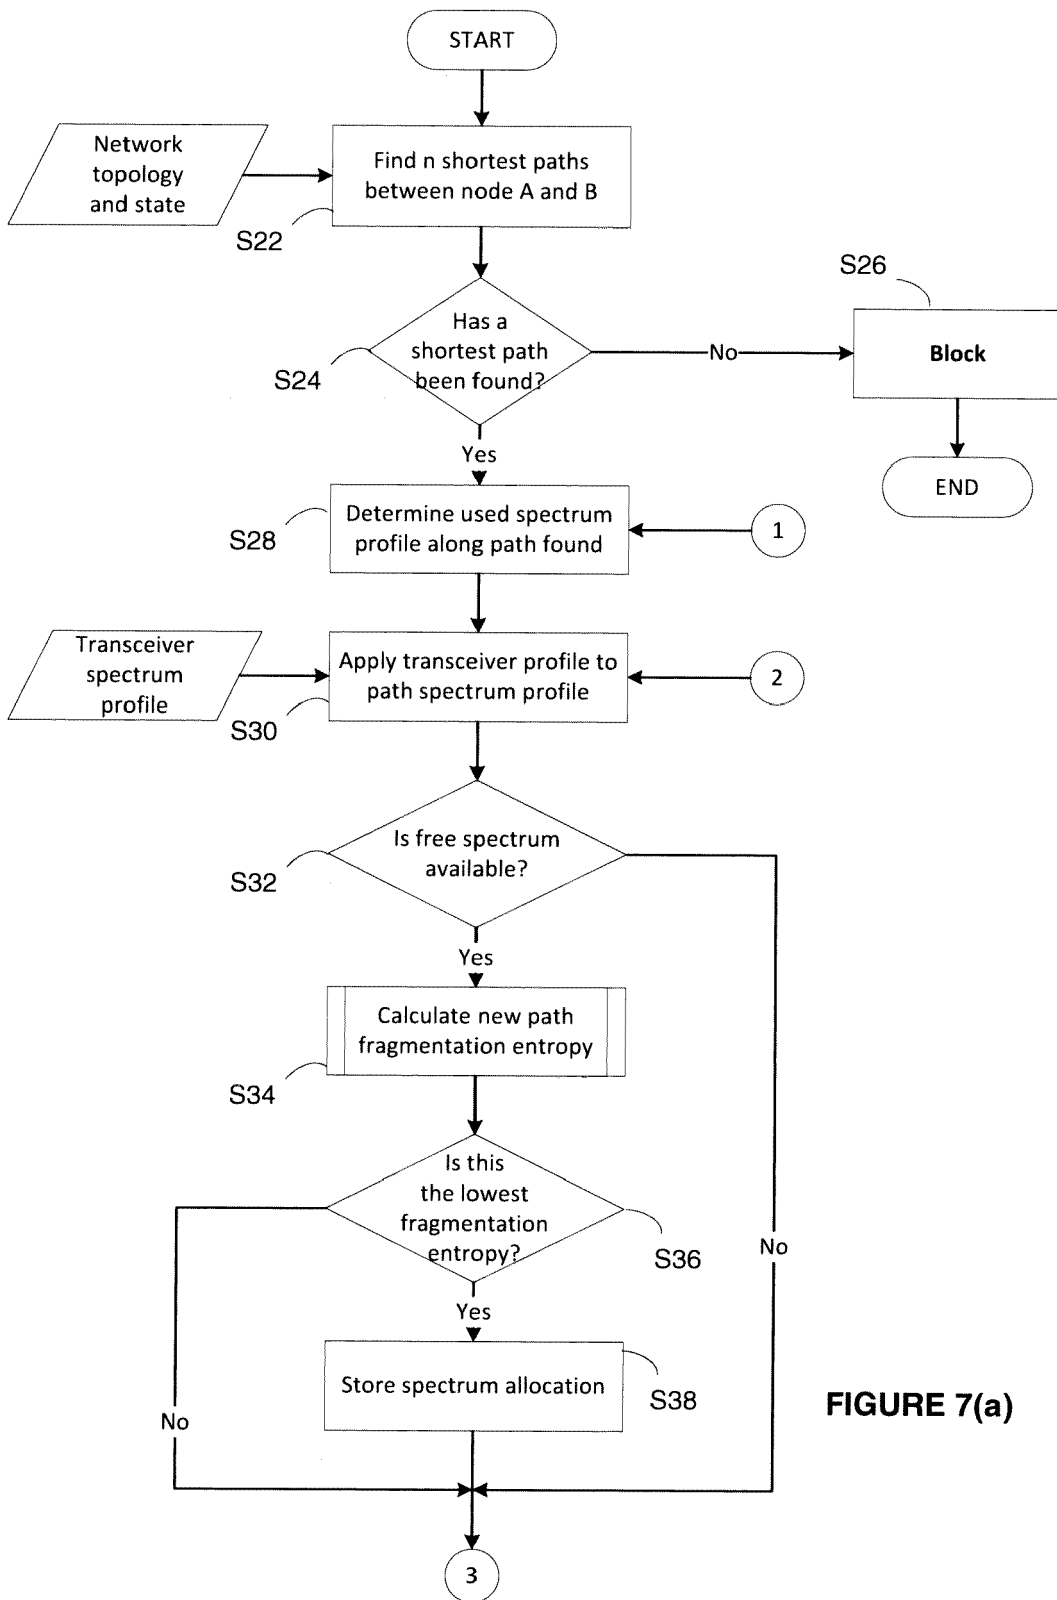 START
Network
topology
and state
Find n shortest paths
between node A and B
S22
S26
Has a
shortest path
been found?
S24
No
Block
Yes
END
Determine used spectrum
profile along path found
S28
1
Transceiver
spectrum
profile
Apply transceiver profile to
path spectrum profile
S30
2
Is free spectrum
available?
S32
Yes
Calculate new path
fragmentation entropy
S34
Is this
the lowest
fragmentation
entropy?
S36
No
Yes
Store spectrum allocation
S38
No
FIGURE 7(a)
3